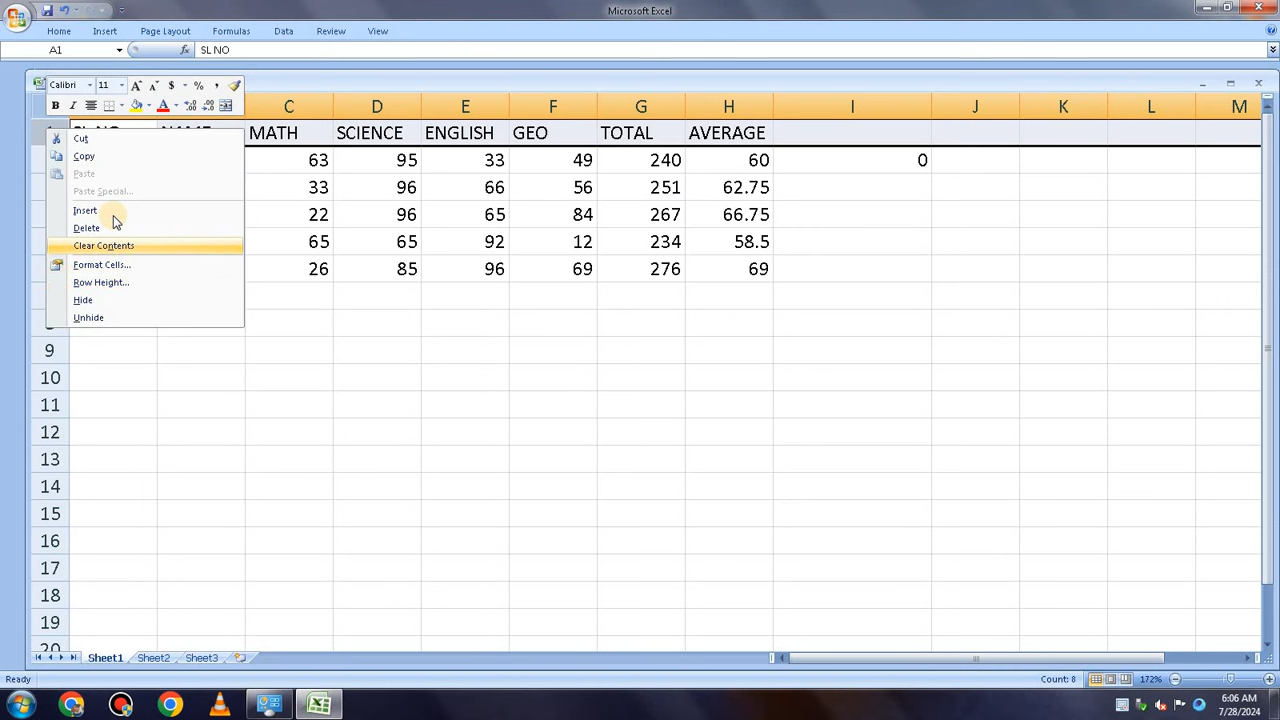 Microsoft Excel
Home Insert Page Layout Formulas Data Review View
A1 fx SL NO
Calibri 11 A A $ % ,
B I A
C D E F G H I J K L M
MATH SCIENCE ENGLISH GEO TOTAL AVERAGE
63 95 33 49 240 60 0
33 96 66 56 251 62.75
22 96 65 84 267 66.75
65 65 92 12 234 58.5
26 85 96 69 276 69
Cut
Copy
Paste
Paste Special...
Insert
Delete
Clear Contents
Format Cells...
Row Height...
Hide
Unhide
9
10
11
12
13
14
15
16
17
18
19
20
Sheet1 Sheet2 Sheet3
Ready Count: 8 172%
6:06 AM
7/28/2024